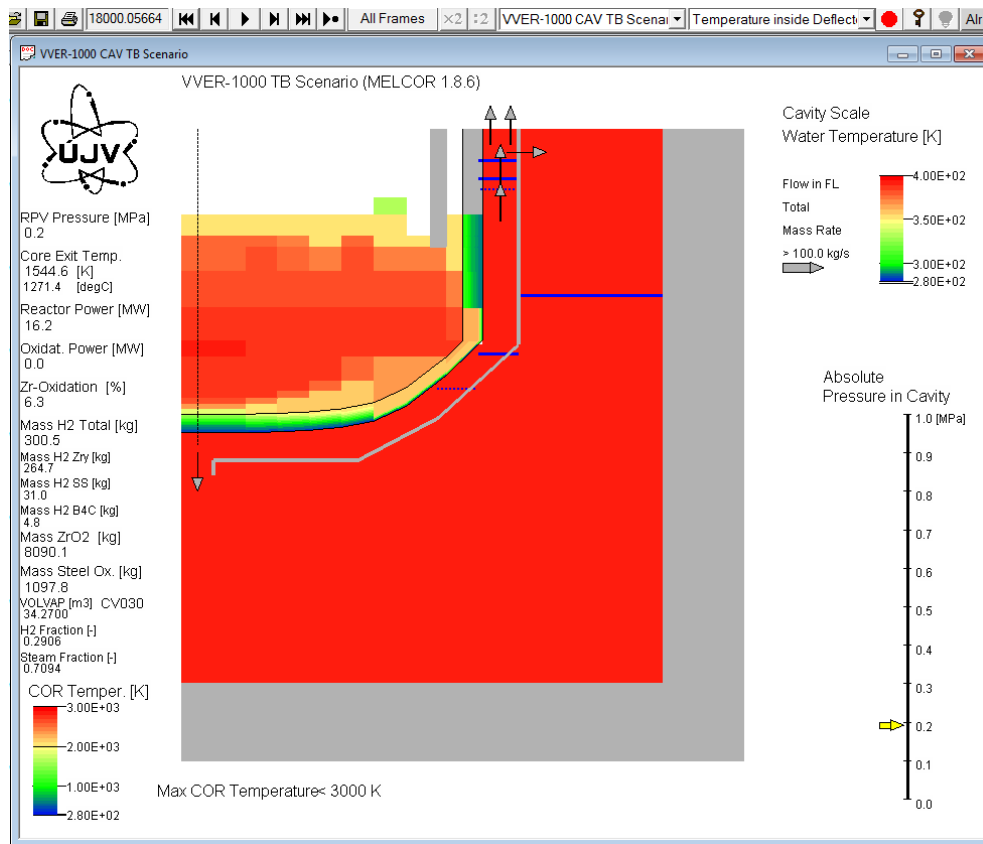 18000.05664
All Frames
×2
:2
VVER-1000 CAV TB Scenar
Temperature inside Deflect
Alr
VVER-1000 CAV TB Scenario
VVER-1000 TB Scenario (MELCOR 1.8.6)
ÚJV
RPV Pressure [MPa]
0.2
Core Exit Temp.
1544.6 [K]
1271.4 [degC]
Reactor Power [MW]
16.2
Oxidat. Power [MW]
0.0
Zr-Oxidation [%]
6.3
Mass H2 Total [kg]
300.5
Mass H2 Zry [kg]
264.7
Mass H2 SS [kg]
31.0
Mass H2 B4C [kg]
4.8
Mass ZrO2 [kg]
8090.1
Mass Steel Ox. [kg]
1097.8
VOLVAP [m3] CV030
34.2700
H2 Fraction [-]
0.2906
Steam Fraction [-]
0.7094
COR Temper. [K]
3.00E+03
2.00E+03
1.00E+03
2.80E+02
Max COR Temperature< 3000 K
Cavity Scale
Water Temperature [K]
Flow in FL
Total
Mass Rate
> 100.0 kg/s
4.00E+02
3.50E+02
3.00E+02
2.80E+02
Absolute
Pressure in Cavity
1.0 [MPa]
0.9
0.8
0.7
0.6
0.5
0.4
0.3
0.2
0.1
0.0